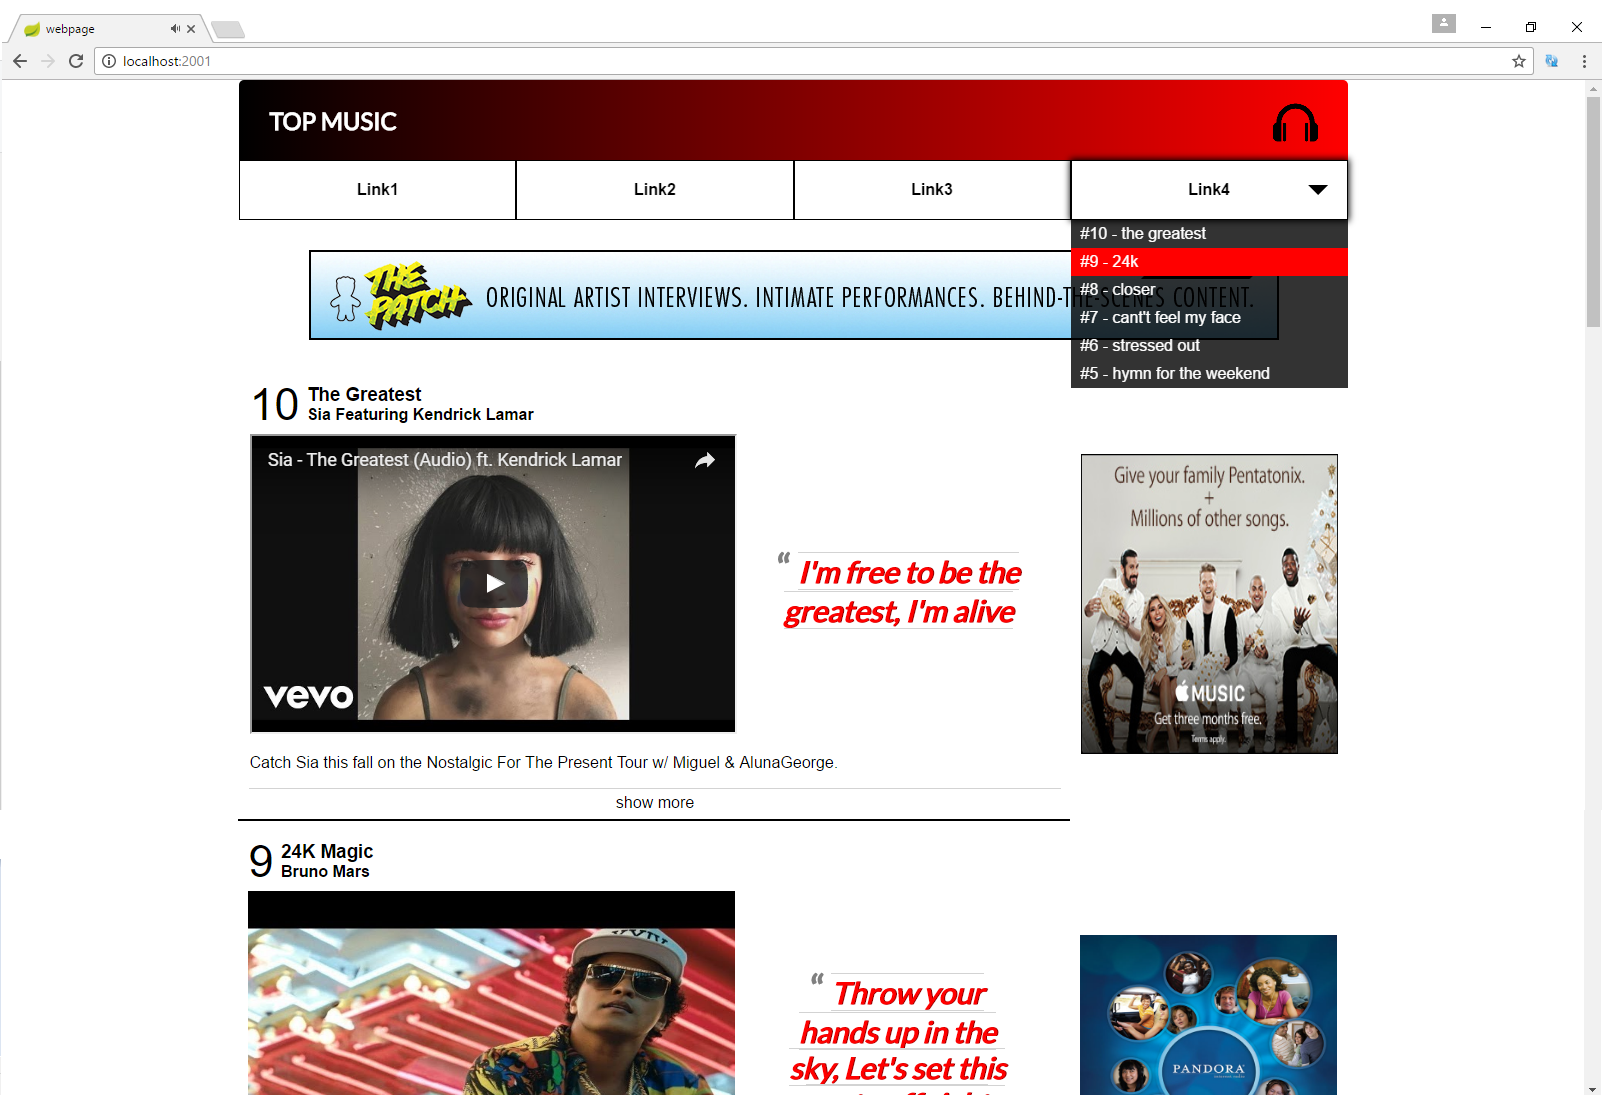 webpage
localhost:2001
TOP MUSIC
Link1
Link2
Link3
Link4
#10 - the greatest
#9 - 24k
#8 - closer
#7 - cant't feel my face
#6 - stressed out
#5 - hymn for the weekend
THE PATCH
ORIGINAL ARTIST INTERVIEWS. INTIMATE PERFORMANCES. BEHIND-THE-SCENES CONTENT.
10
The Greatest
Sia Featuring Kendrick Lamar
Sia - The Greatest (Audio) ft. Kendrick Lamar
vevo
“ I'm free to be the
greatest, I'm alive
Give your family Pentatonix.
+
Millions of other songs.
MUSIC
Get three months free.
Terms apply.
Catch Sia this fall on the Nostalgic For The Present Tour w/ Miguel & AlunaGeorge.
show more
9
24K Magic
Bruno Mars
“ Throw your
hands up in the
sky, Let's set this
PANDORA